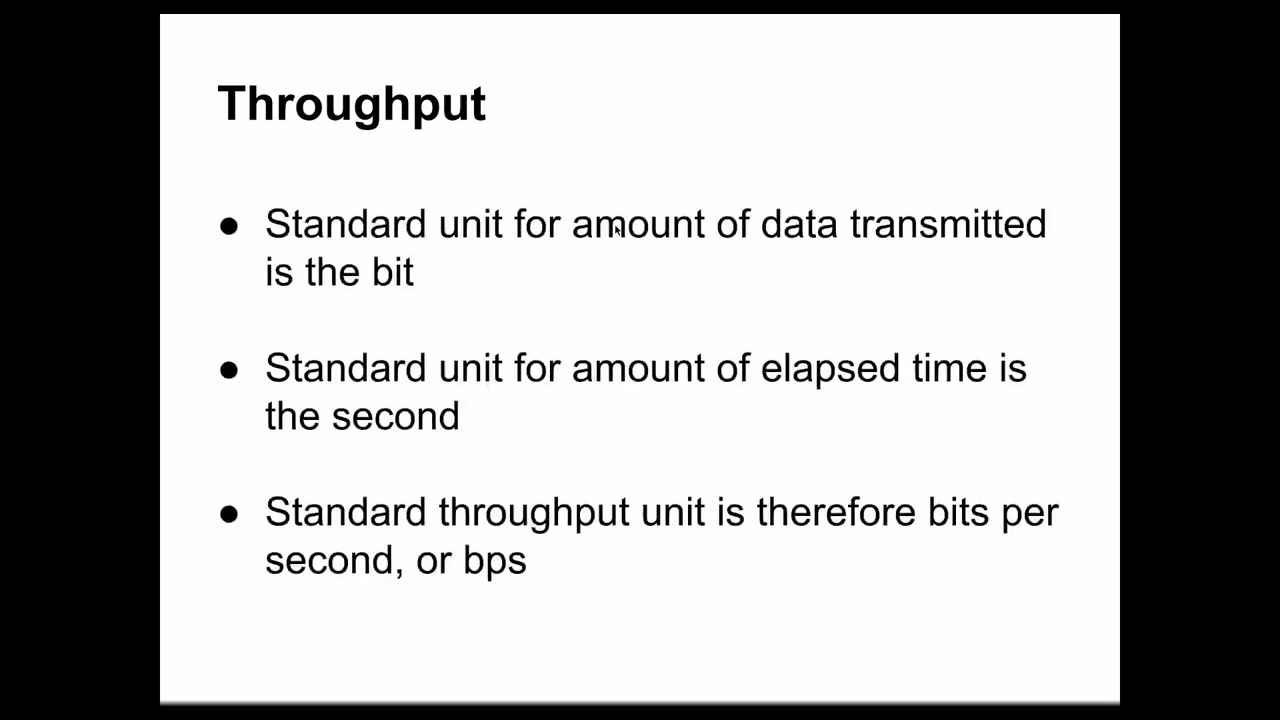 Throughput
● Standard unit for amount of data transmitted
is the bit
● Standard unit for amount of elapsed time is
the second
● Standard throughput unit is therefore bits per
second, or bps